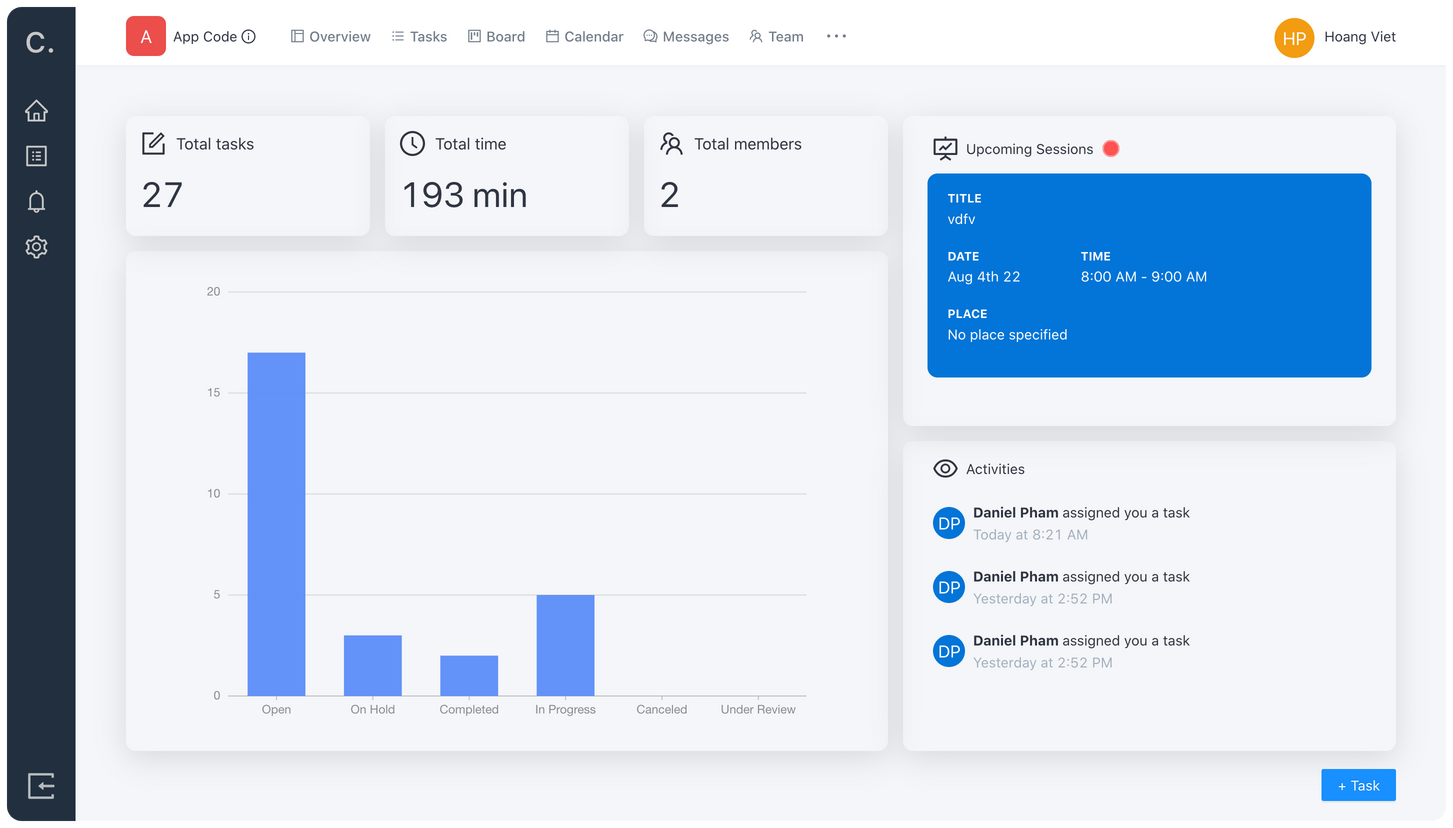 C.
A App Code Overview Tasks Board Calendar Messages Team
HP Hoang Viet
Total tasks
27
Total time
193 min
Total members
2
20
15
10
5
0
Open On Hold Completed In Progress Canceled Under Review
Upcoming Sessions
TITLE
vdfv
DATE TIME
Aug 4th 22 8:00 AM - 9:00 AM
PLACE
No place specified
Activities
DP Daniel Pham assigned you a task
Today at 8:21 AM
DP Daniel Pham assigned you a task
Yesterday at 2:52 PM
DP Daniel Pham assigned you a task
Yesterday at 2:52 PM
+ Task